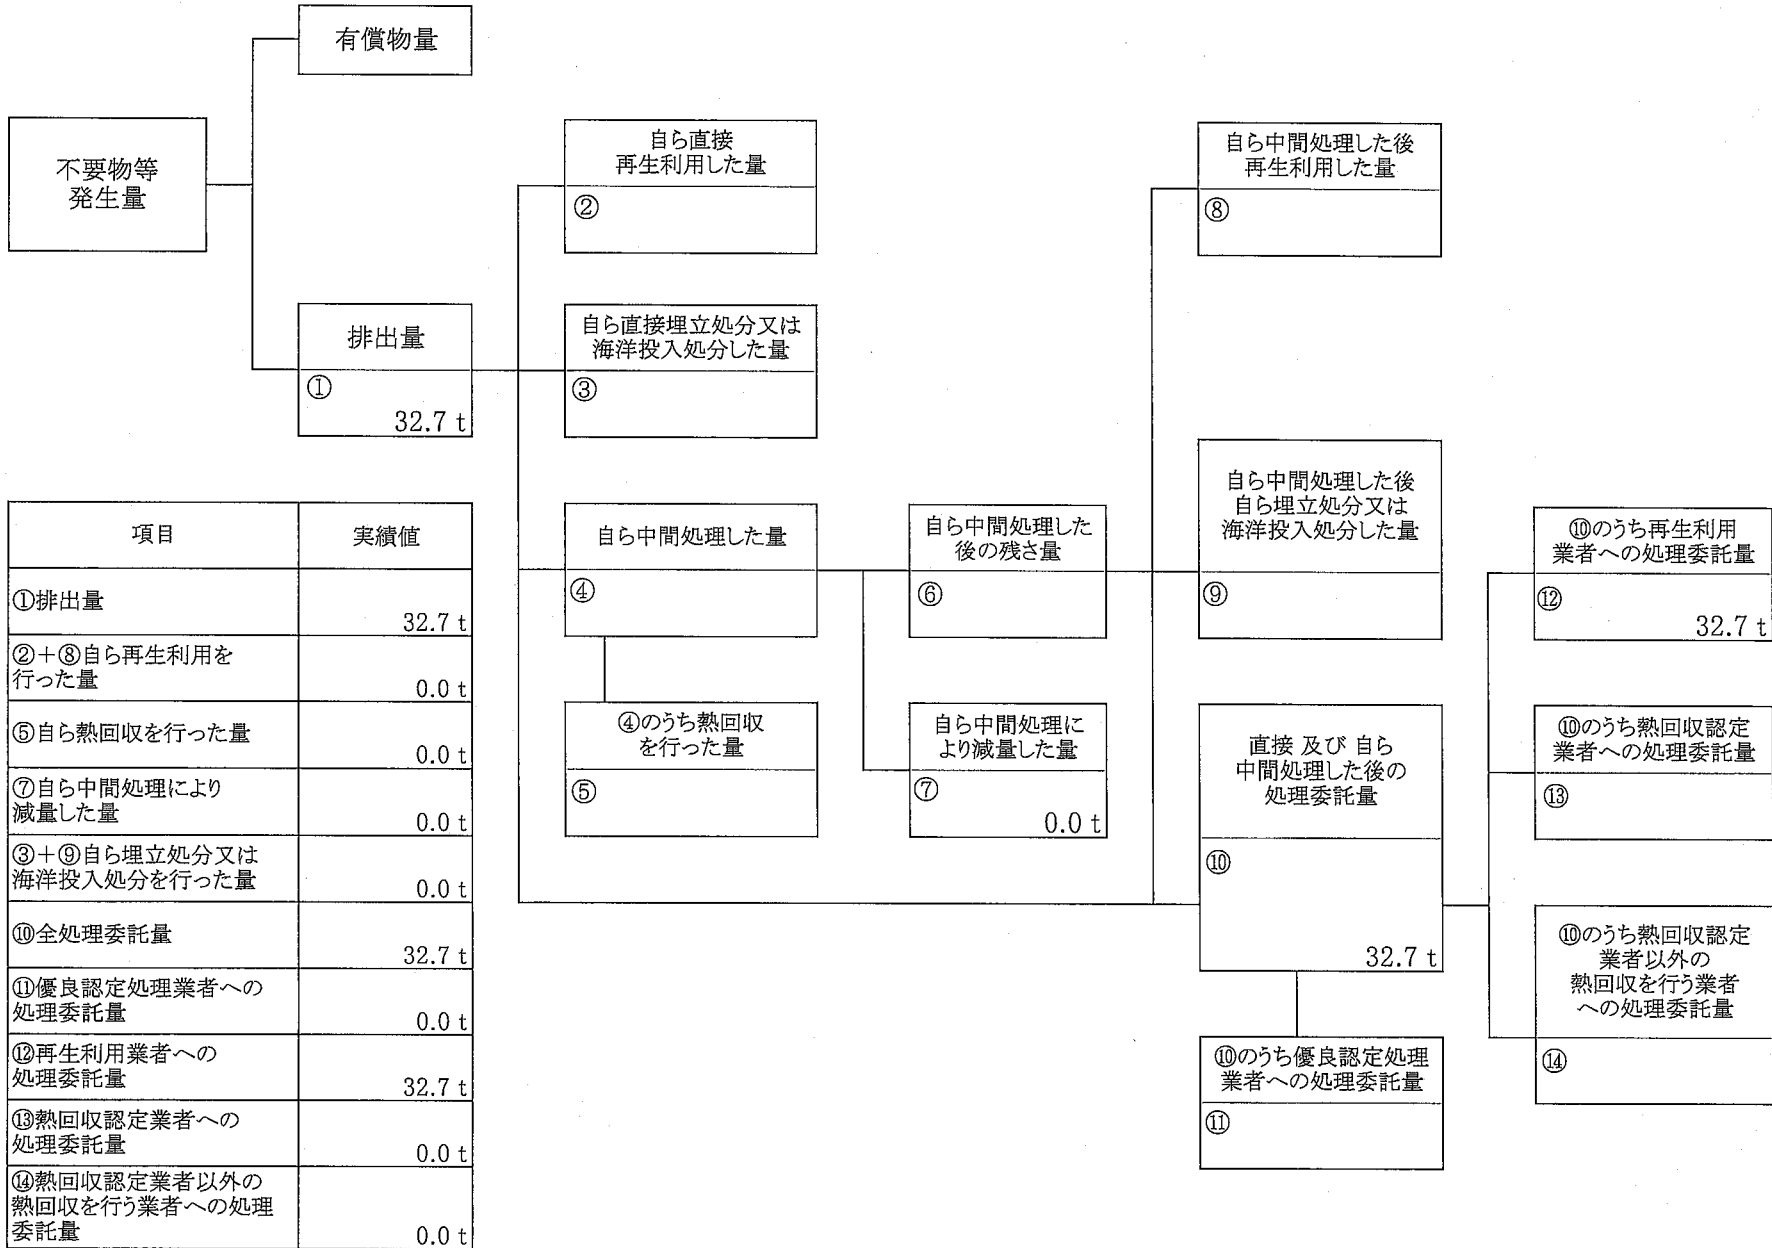 有償物量
不要物等
発生量
排出量
①
32.7 t
自ら直接
再生利用した量
②
自ら直接埋立処分又は
海洋投入処分した量
③
自ら中間処理した量
④
④のうち熱回収
を行った量
⑤
自ら中間処理した
後の残さ量
⑥
自ら中間処理に
より減量した量
⑦
0.0 t
自ら中間処理した後
再生利用した量
⑧
自ら中間処理した後
自ら埋立処分又は
海洋投入処分した量
⑨
直接 及び 自ら
中間処理した後の
処理委託量
⑩
32.7 t
⑩のうち優良認定処理
業者への処理委託量
⑪
⑩のうち再生利用
業者への処理委託量
⑫
32.7 t
⑩のうち熱回収認定
業者への処理委託量
⑬
⑩のうち熱回収認定
業者以外の
熱回収を行う業者
への処理委託量
⑭
項目 実績値
①排出量
32.7 t
②＋⑧自ら再生利用を
行った量
0.0 t
⑤自ら熱回収を行った量
0.0 t
⑦自ら中間処理により
減量した量
0.0 t
③＋⑨自ら埋立処分又は
海洋投入処分を行った量
0.0 t
⑩全処理委託量
32.7 t
⑪優良認定処理業者への
処理委託量
0.0 t
⑫再生利用業者への
処理委託量
32.7 t
⑬熱回収認定業者への
処理委託量
0.0 t
⑭熱回収認定業者以外の
熱回収を行う業者への処理
委託量
0.0 t